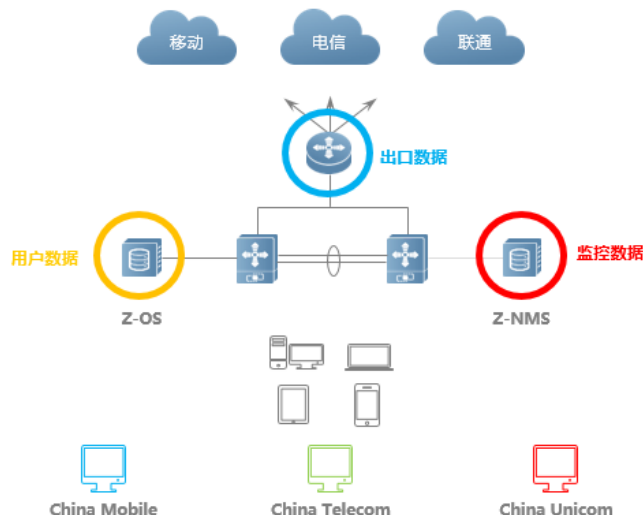 移动
电信
联通
出口数据
用户数据
监控数据
Z-OS
Z-NMS
China Mobile
China Telecom
China Unicom